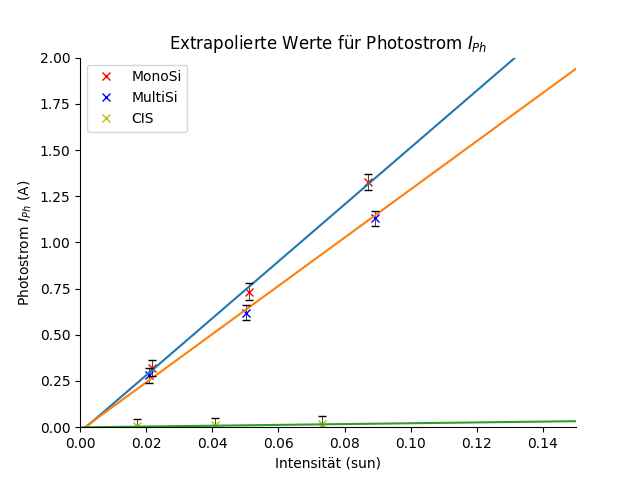 Extrapolierte Werte für Photostrom I_Ph
MonoSi
MultiSi
CIS
Photostrom I_Ph (A)
2.00
1.75
1.50
1.25
1.00
0.75
0.50
0.25
0.00
0.00 0.02 0.04 0.06 0.08 0.10 0.12 0.14
Intensität (sun)